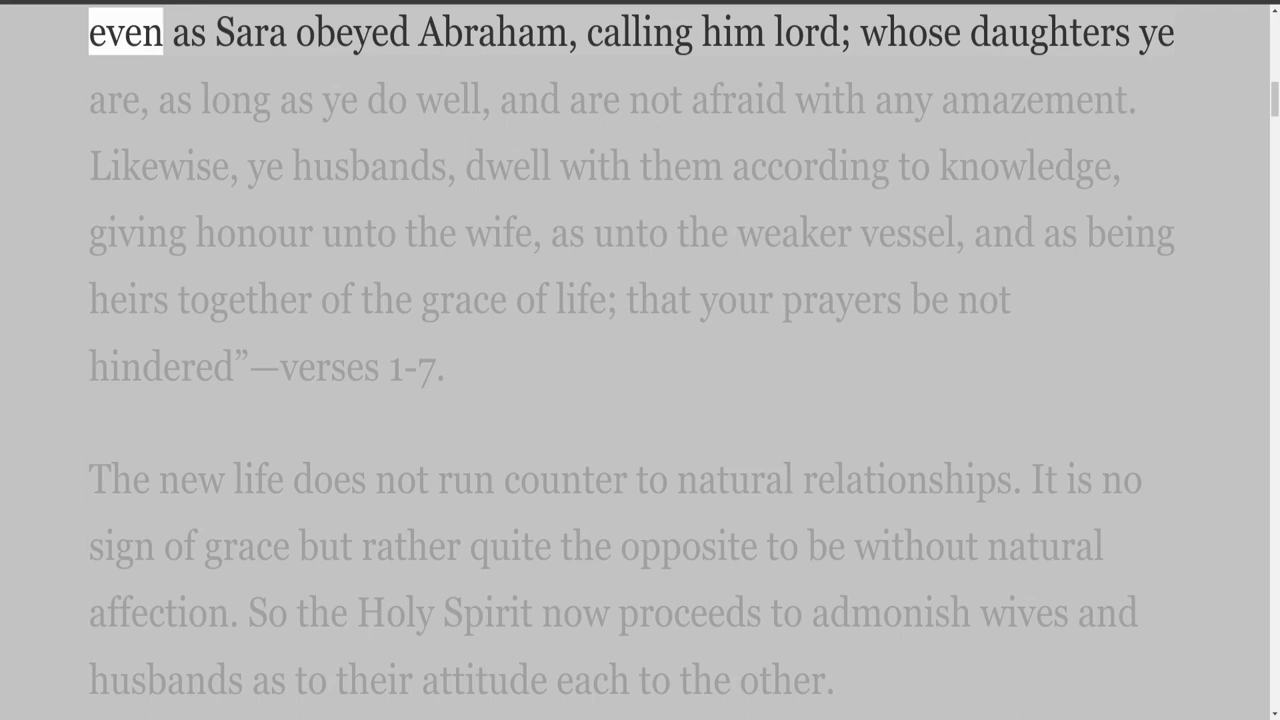 even as Sara obeyed Abraham, calling him lord; whose daughters ye
are, as long as ye do well, and are not afraid with any amazement.
Likewise, ye husbands, dwell with them according to knowledge,
giving honour unto the wife, as unto the weaker vessel, and as being
heirs together of the grace of life; that your prayers be not
hindered”—verses 1-7.
The new life does not run counter to natural relationships. It is no
sign of grace but rather quite the opposite to be without natural
affection. So the Holy Spirit now proceeds to admonish wives and
husbands as to their attitude each to the other.